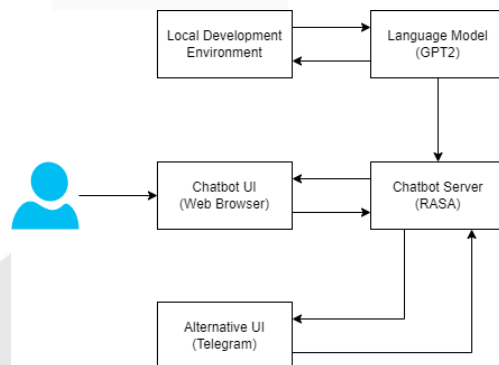 Local Development
Environment
Language Model
(GPT2)
Chatbot UI
(Web Browser)
Chatbot Server
(RASA)
Alternative UI
(Telegram)